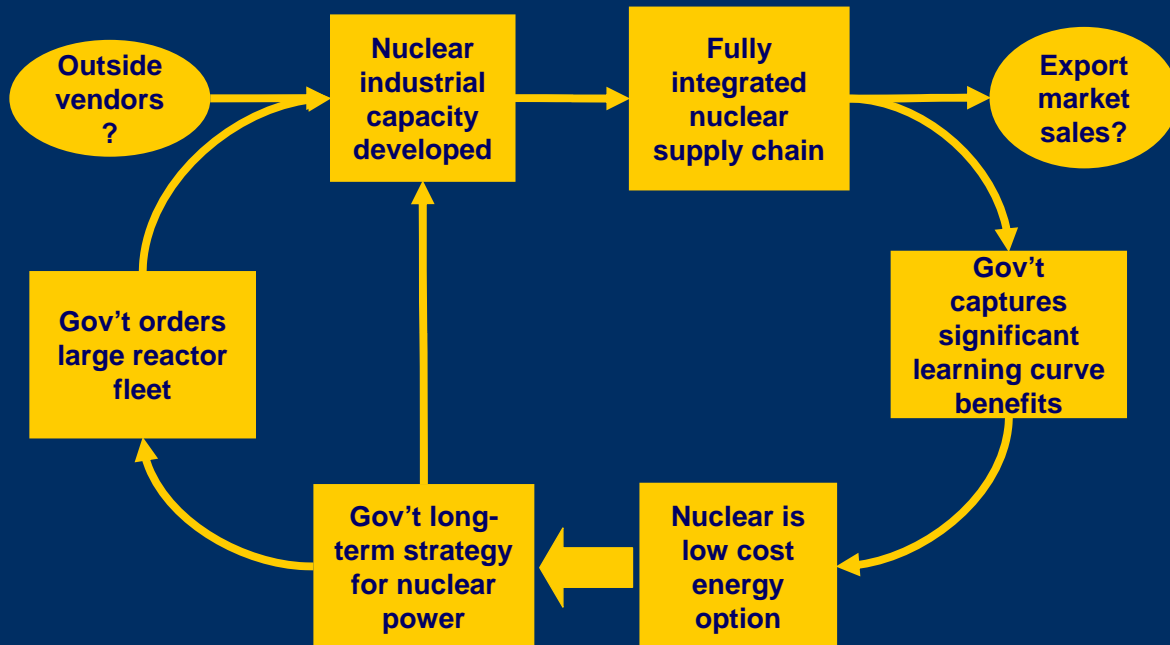 Outside
vendors
?
Nuclear
industrial
capacity
developed
Fully
integrated
nuclear
supply chain
Export
market
sales?
Gov't orders
large reactor
fleet
Gov't
captures
significant
learning curve
benefits
Gov't long-
term strategy
for nuclear
power
Nuclear is
low cost
energy
option